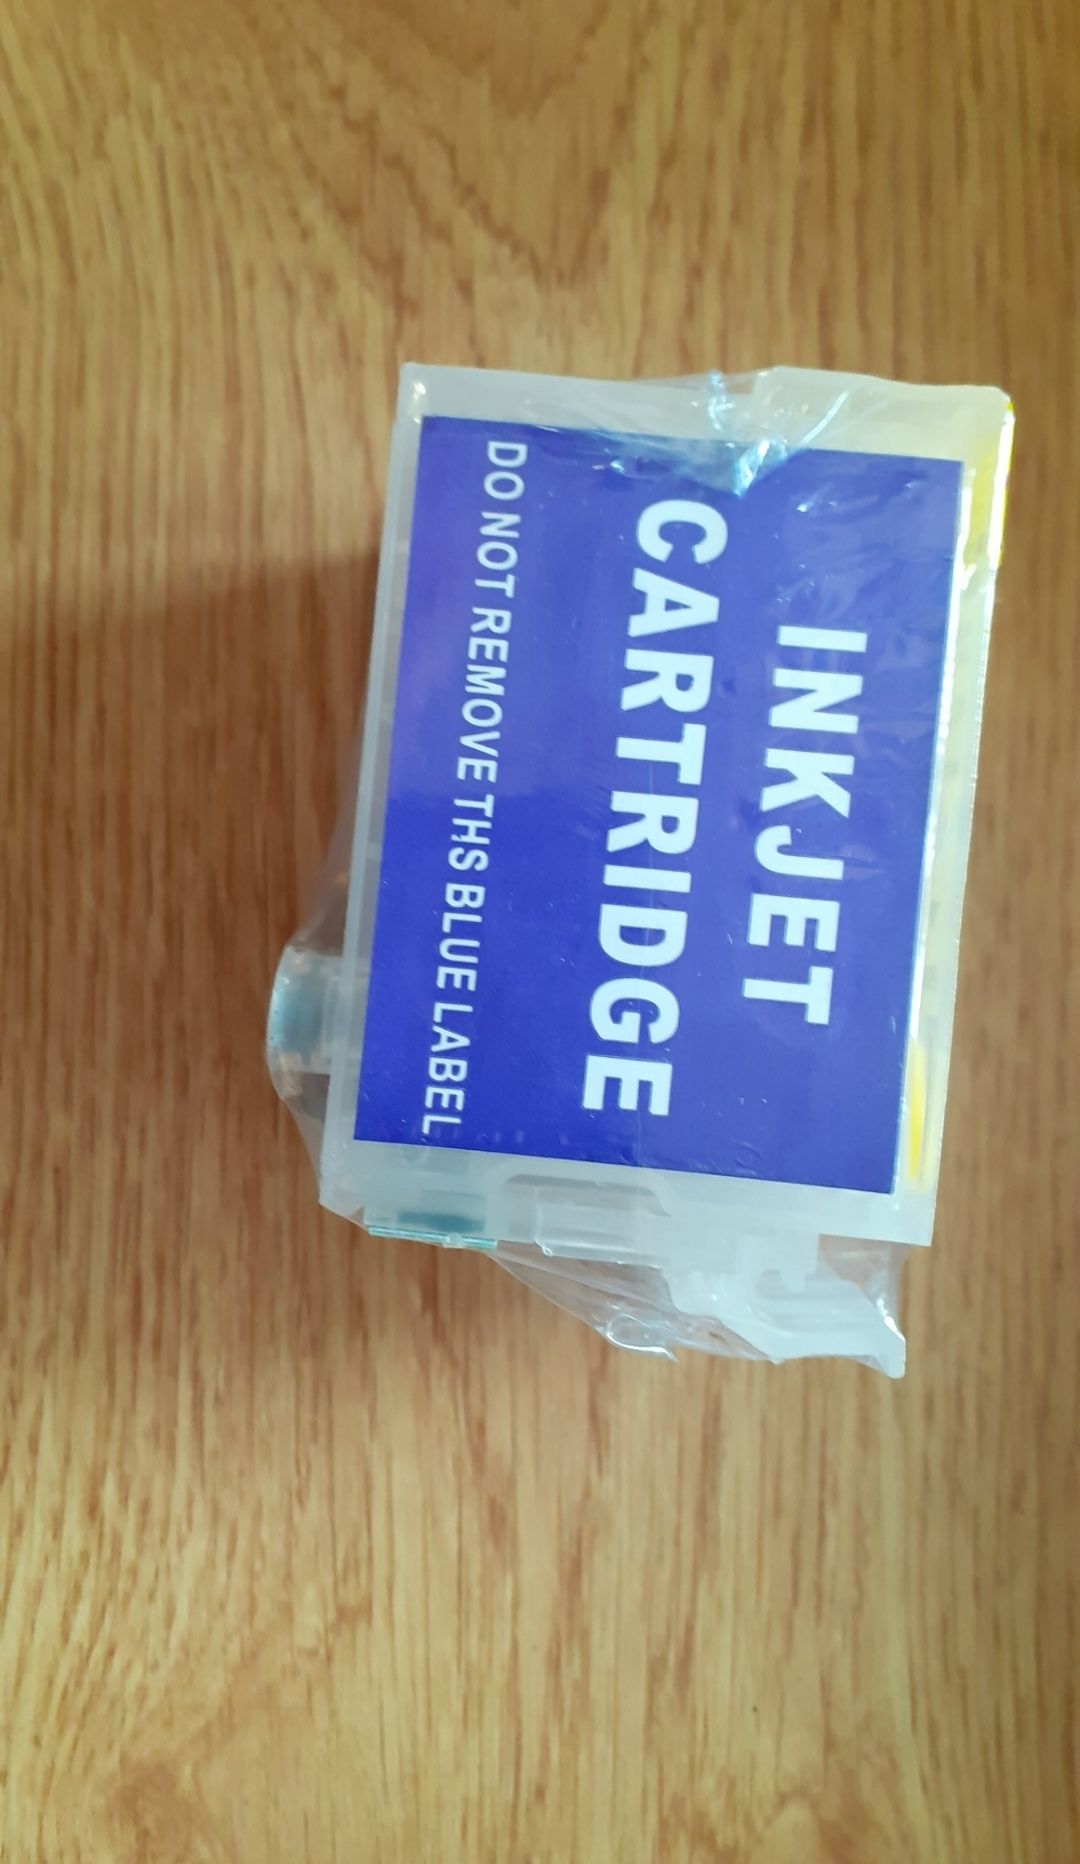 INKJET
CARTRIDGE
DO NOT REMOVE THS BLUE LABEL